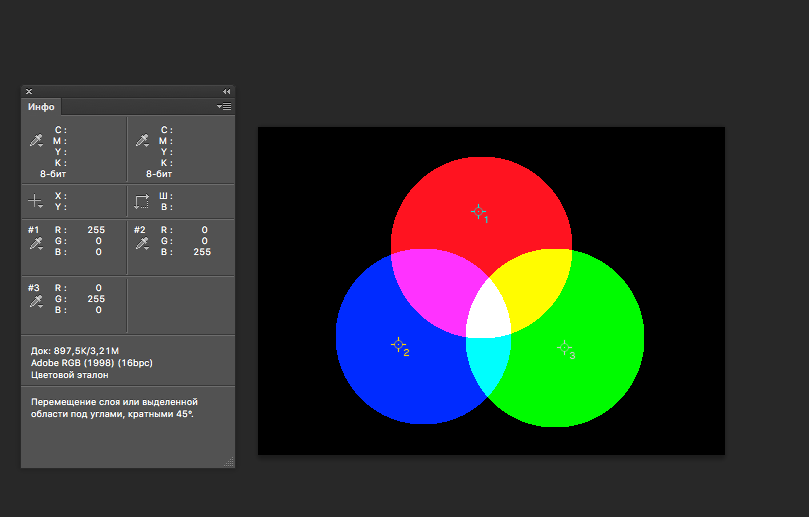 Инфо
C :
M :
Y :
K :
8-бит
C :
M :
Y :
K :
8-бит
X :
Y :
Ш :
В :
#1 R : 255
G : 0
B : 0
#2 R : 0
G : 0
B : 255
#3 R : 0
G : 255
B : 0
Док: 897,5K/3,21M
Adobe RGB (1998) (16bpc)
Цветовой эталон
Перемещение слоя или выделенной
области под углами, кратными 45°.
1
2
3